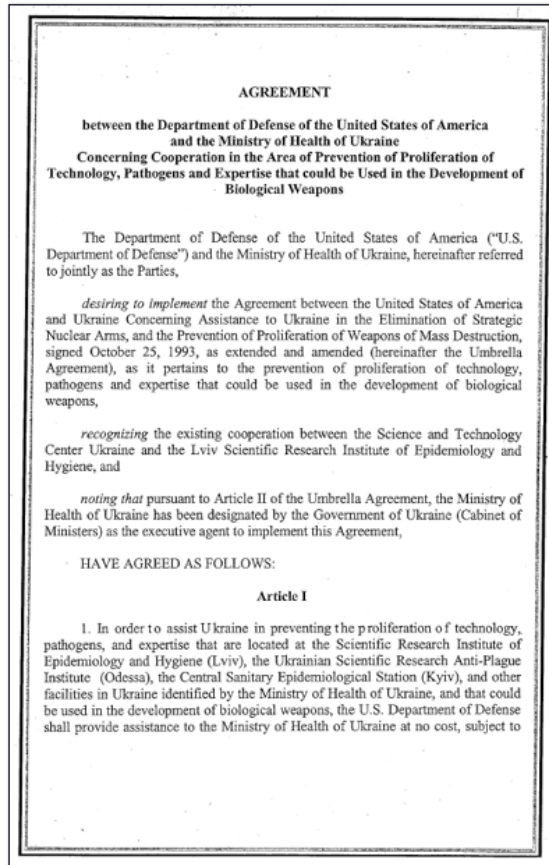 AGREEMENT
between the Department of Defense of the United States of America
and the Ministry of Health of Ukraine
Concerning Cooperation in the Area of Prevention of Proliferation of
Technology, Pathogens and Expertise that could be Used in the Development of
Biological Weapons
The Department of Defense of the United States of America ("U.S.
Department of Defense") and the Ministry of Health of Ukraine, hereinafter referred
to jointly as the Parties,
desiring to implement the Agreement between the United States of America
and Ukraine Concerning Assistance to Ukraine in the Elimination of Strategic
Nuclear Arms, and the Prevention of Proliferation of Weapons of Mass Destruction,
signed October 25, 1993, as extended and amended (hereinafter the Umbrella
Agreement), as it pertains to the prevention of proliferation of technology,
pathogens and expertise that could be used in the development of biological
weapons,
recognizing the existing cooperation between the Science and Technology
Center Ukraine and the Lviv Scientific Research Institute of Epidemiology and
Hygiene, and
noting that pursuant to Article II of the Umbrella Agreement, the Ministry of
Health of Ukraine has been designated by the Government of Ukraine (Cabinet of
Ministers) as the executive agent to implement this Agreement,
HAVE AGREED AS FOLLOWS:
Article I
1. In order to assist Ukraine in preventing the proliferation of technology,
pathogens, and expertise that are located at the Scientific Research Institute of
Epidemiology and Hygiene (Lviv), the Ukrainian Scientific Research Anti-Plague
Institute (Odessa), the Central Sanitary Epidemiological Station (Kyiv), and other
facilities in Ukraine identified by the Ministry of Health of Ukraine, and that could
be used in the development of biological weapons, the U.S. Department of Defense
shall provide assistance to the Ministry of Health of Ukraine at no cost, subject to